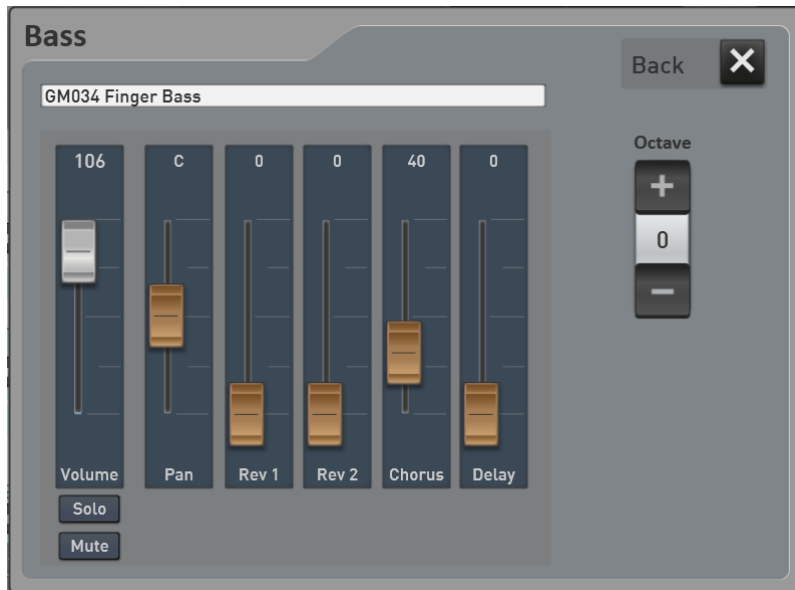 Bass
Back
GM034 Finger Bass
Octave
+
0
−
106 C 0 0 40 0
Volume Pan Rev 1 Rev 2 Chorus Delay
Solo
Mute